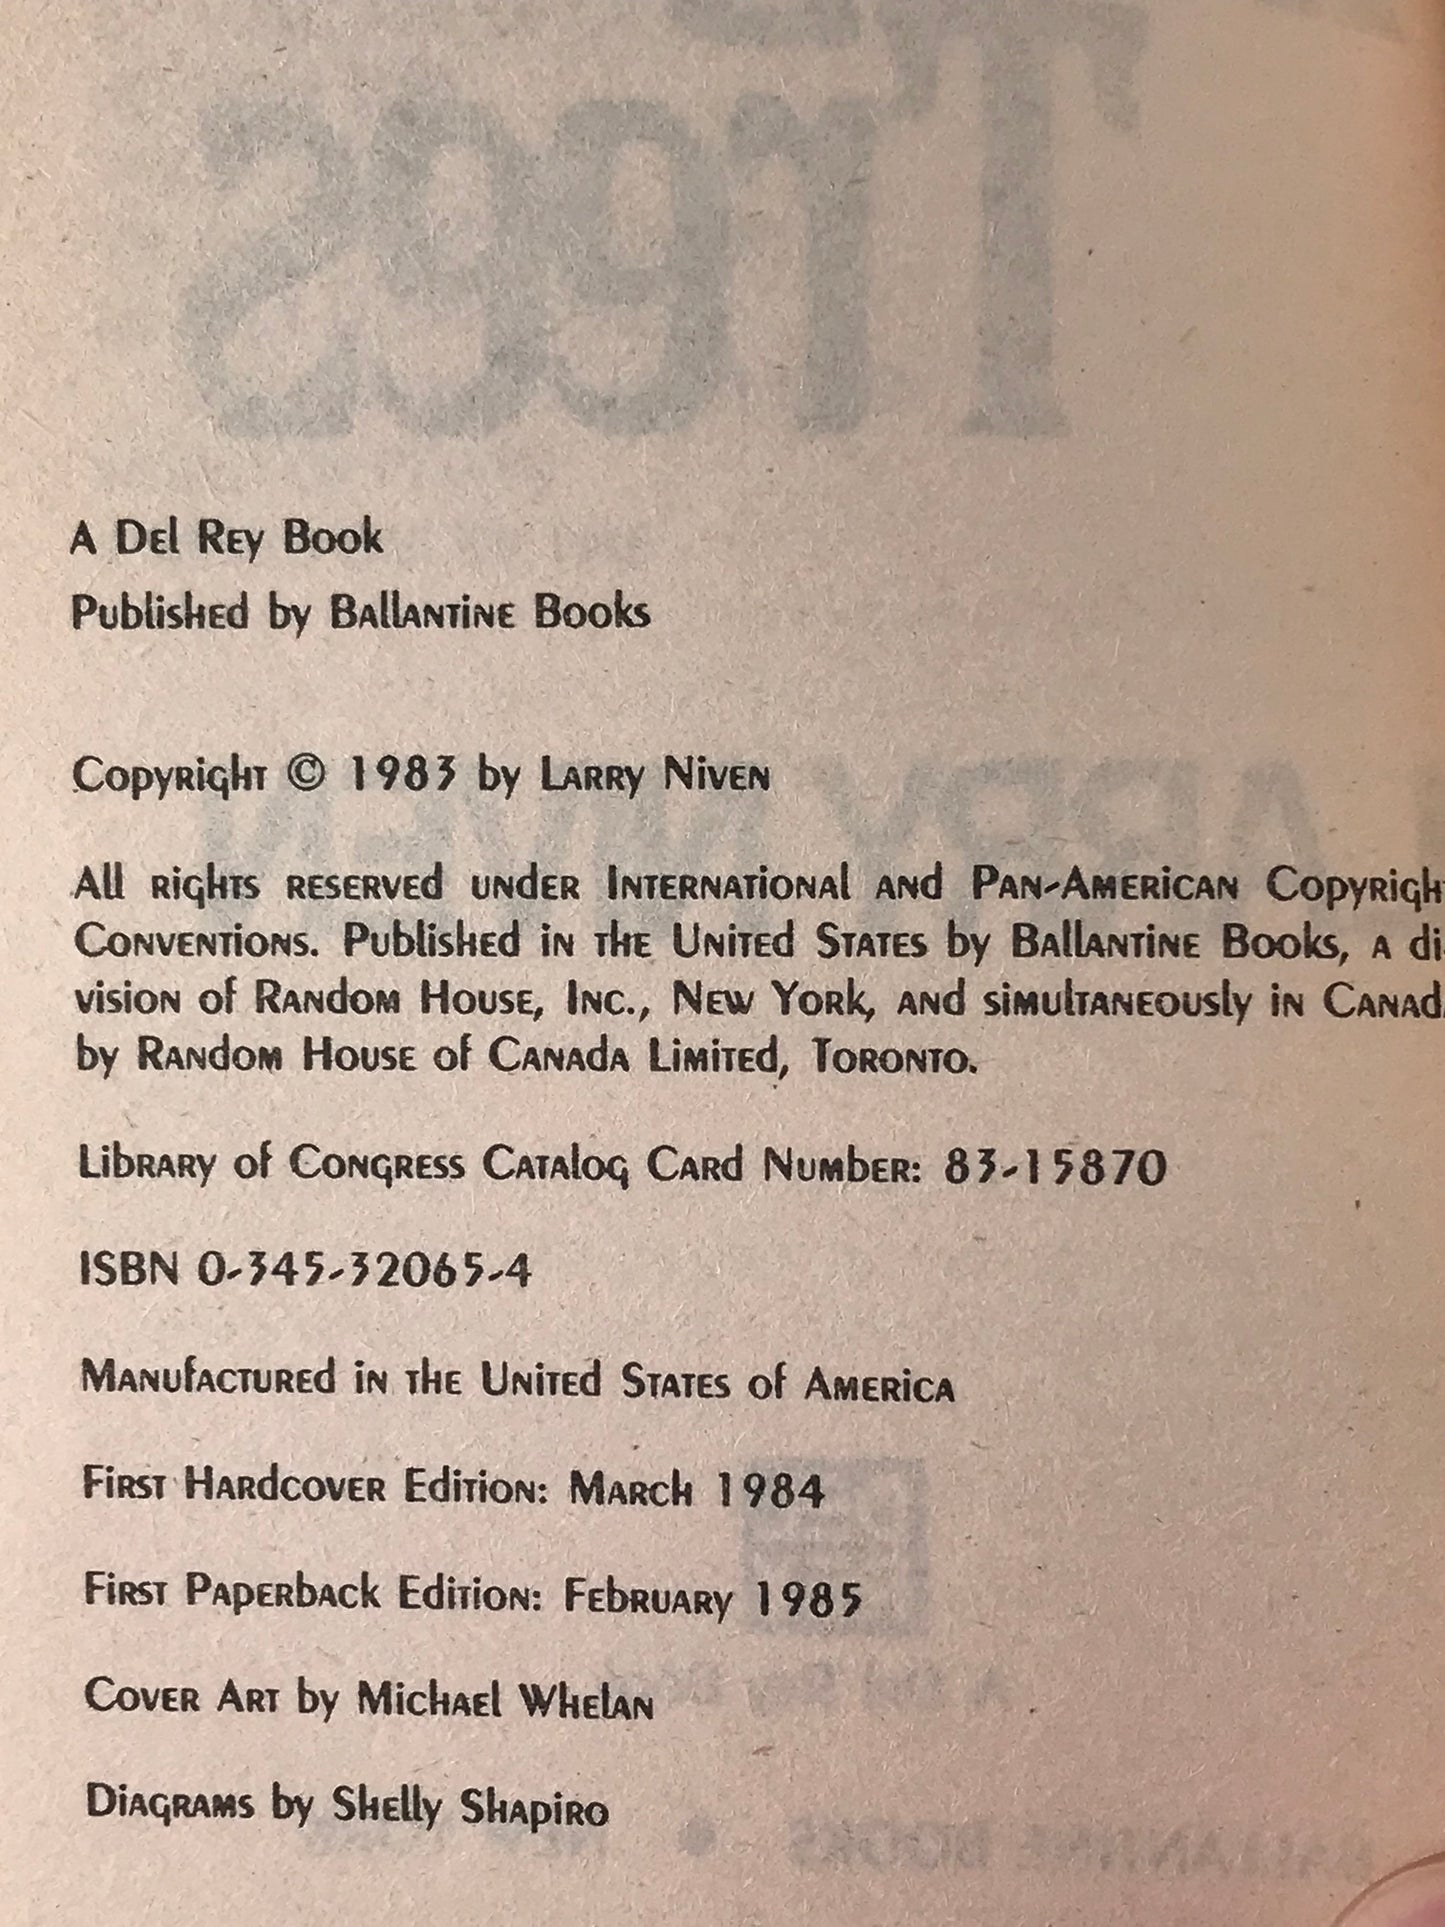 Trees
A Del Rey Book
Published by Ballantine Books
Copyright © 1983 by Larry Niven
All rights reserved under International and Pan-American Copyrigh
Conventions. Published in the United States by Ballantine Books, a di-
vision of Random House, Inc., New York, and simultaneously in Canad
by Random House of Canada Limited, Toronto.
Library of Congress Catalog Card Number: 83-15870
ISBN 0-345-32065-4
Manufactured in the United States of America
First Hardcover Edition: March 1984
First Paperback Edition: February 1985
Cover Art by Michael Whelan
Diagrams by Shelly Shapiro
BALLANTINE BOOKS •